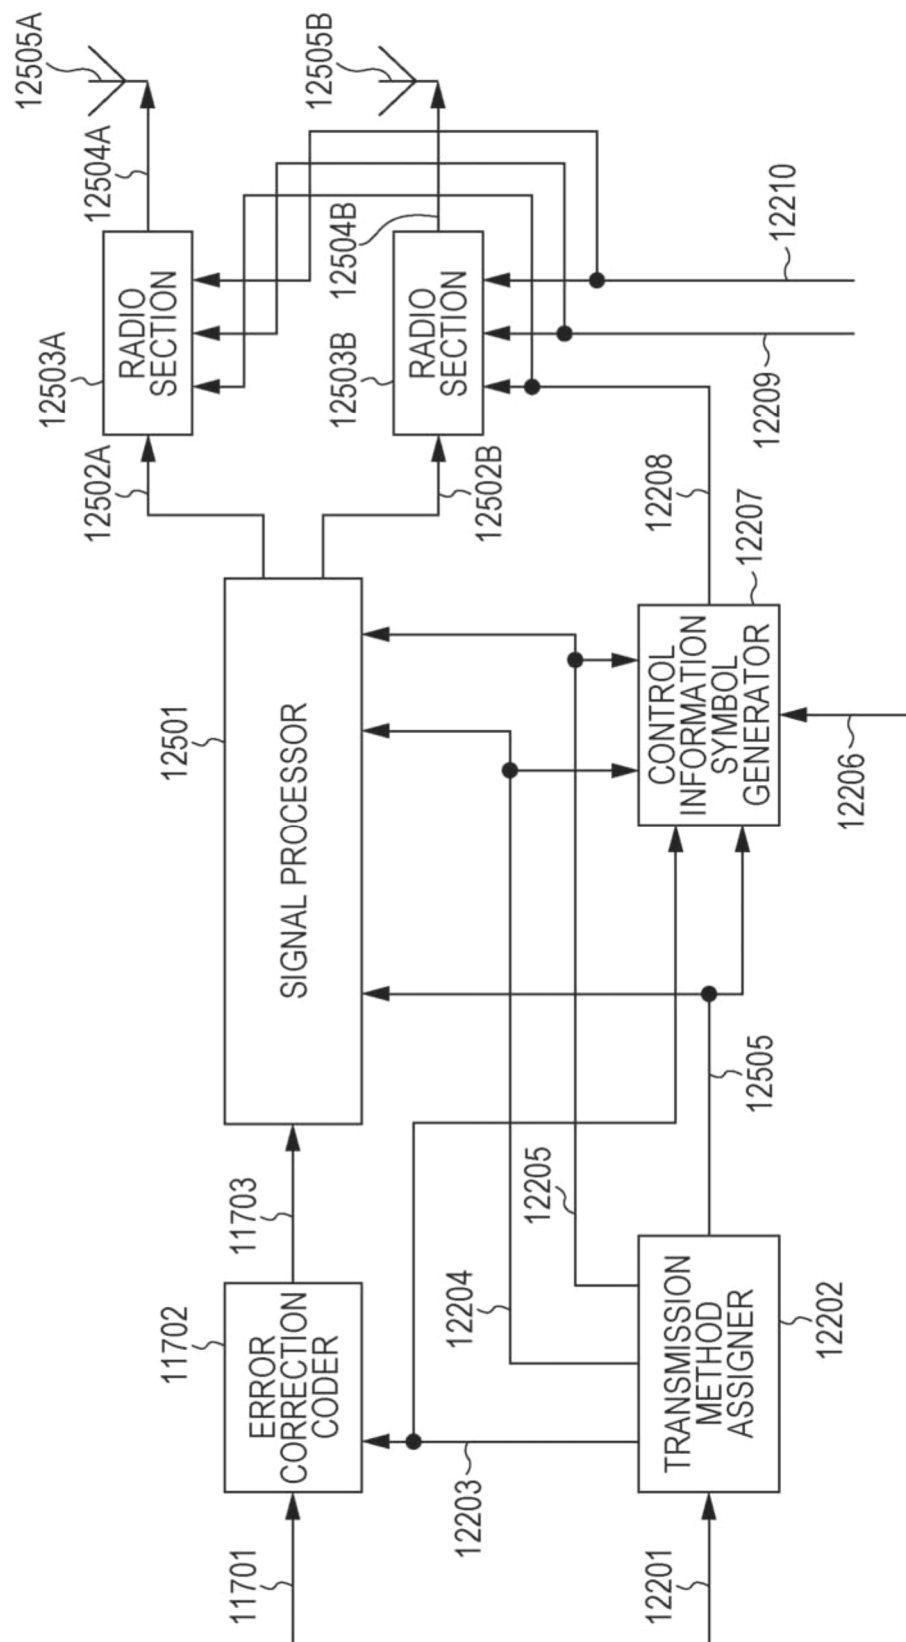 11701
11702
ERROR
CORRECTION
CODER
11703
12501
SIGNAL PROCESSOR
12502A
12503A
RADIO
SECTION
12504A
12505A
12502B
12503B
RADIO
SECTION
12504B
12505B
12201
12203
12204
12205
TRANSMISSION
METHOD
ASSIGNER
12202
12505
CONTROL
INFORMATION
SYMBOL
GENERATOR
12206
12207
12208
12209
12210